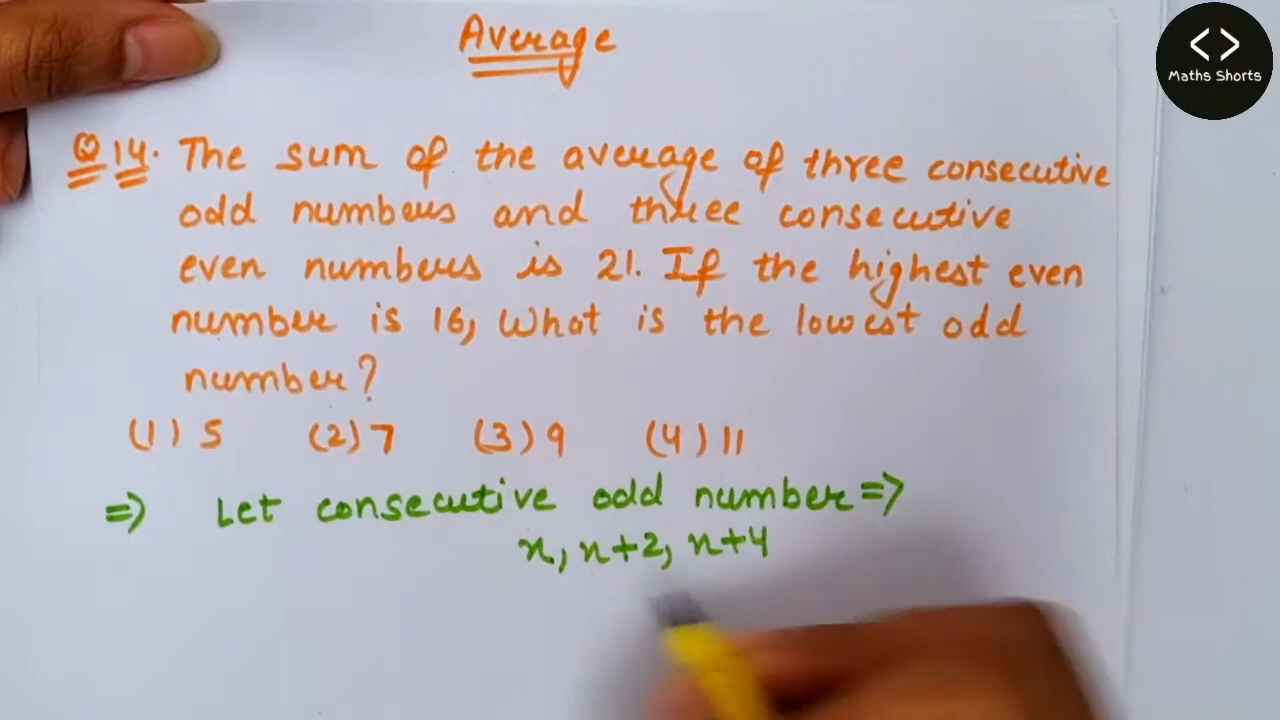 Average
< >
Maths Shorts
Q14. The sum of the average of three consecutive
odd numbers and three consecutive
even numbers is 21. If the highest even
number is 16, What is the lowest odd
number?
(1) 5 (2) 7 (3) 9 (4) 11
=> Let consecutive odd number =>
x, x+2, x+4